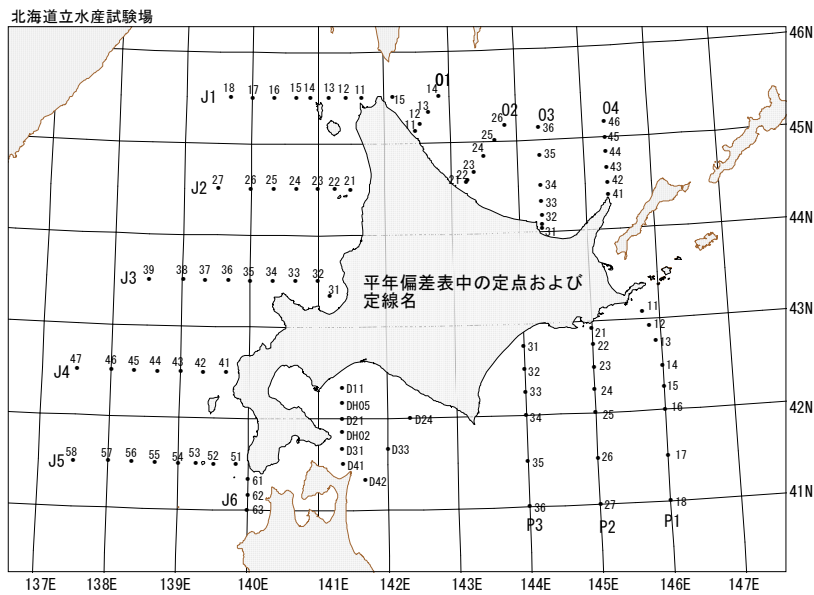 北海道立水産試験場
46N
O1
J1 18 17 16 15 14 13 12 11
15 14
13
12
11
O2
26
25
24
23
22
21
O3
36
35
34
33
32
31
O4
46
45
44
43
42
41
45N
J2 27 26 25 24 23 22 21
44N
J3 39 38 37 36 35 34 33 32
31
平年偏差表中の定点および
定線名
43N
J4 47 46 45 44 43 42 41
D11
DH05
D21
DH02
D31
D41
D24
D33
D42
31
32
33
34
35
36
P3
21
22
23
24
25
26
27
P2
11
12
13
14
15
16
17
18
P1
42N
J5 58 57 56 55 54 53 52 51
61
J6 62
63
41N
137E 138E 139E 140E 141E 142E 143E 144E 145E 146E 147E